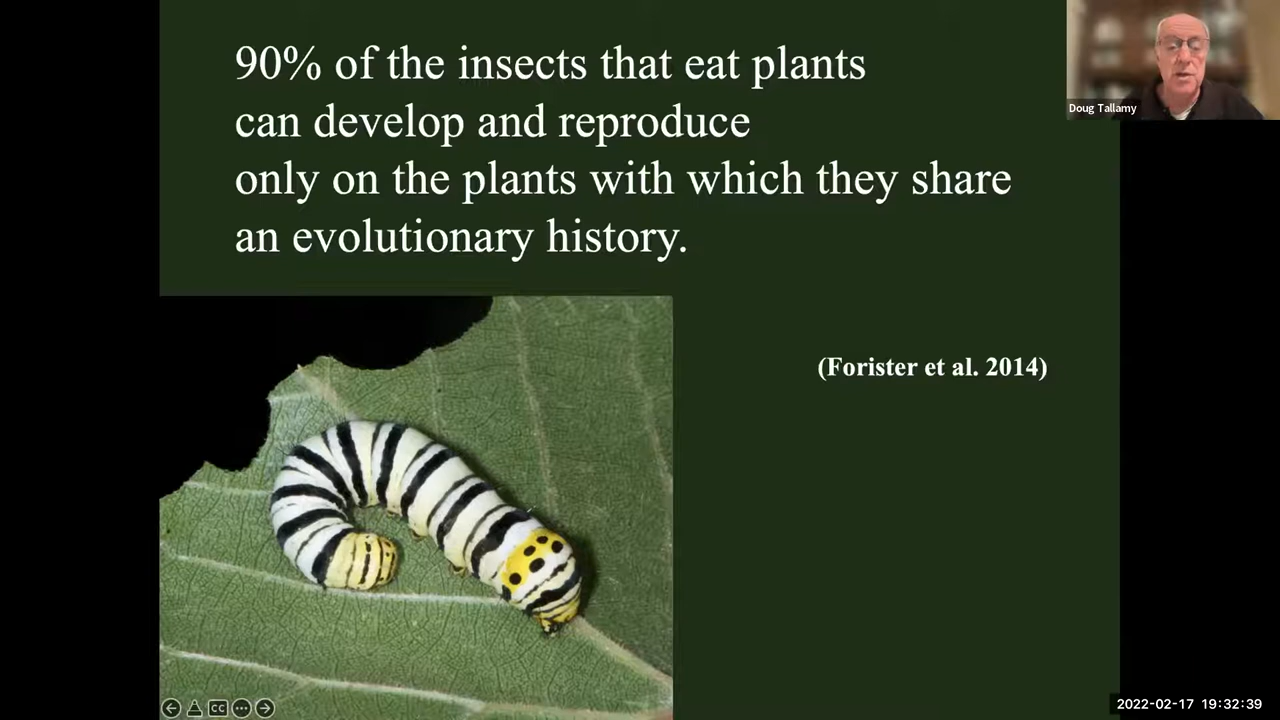 90% of the insects that eat plants
can develop and reproduce
only on the plants with which they share
an evolutionary history.
Doug Tallamy
(Forister et al. 2014)
CC
2022-02-17 19:32:39